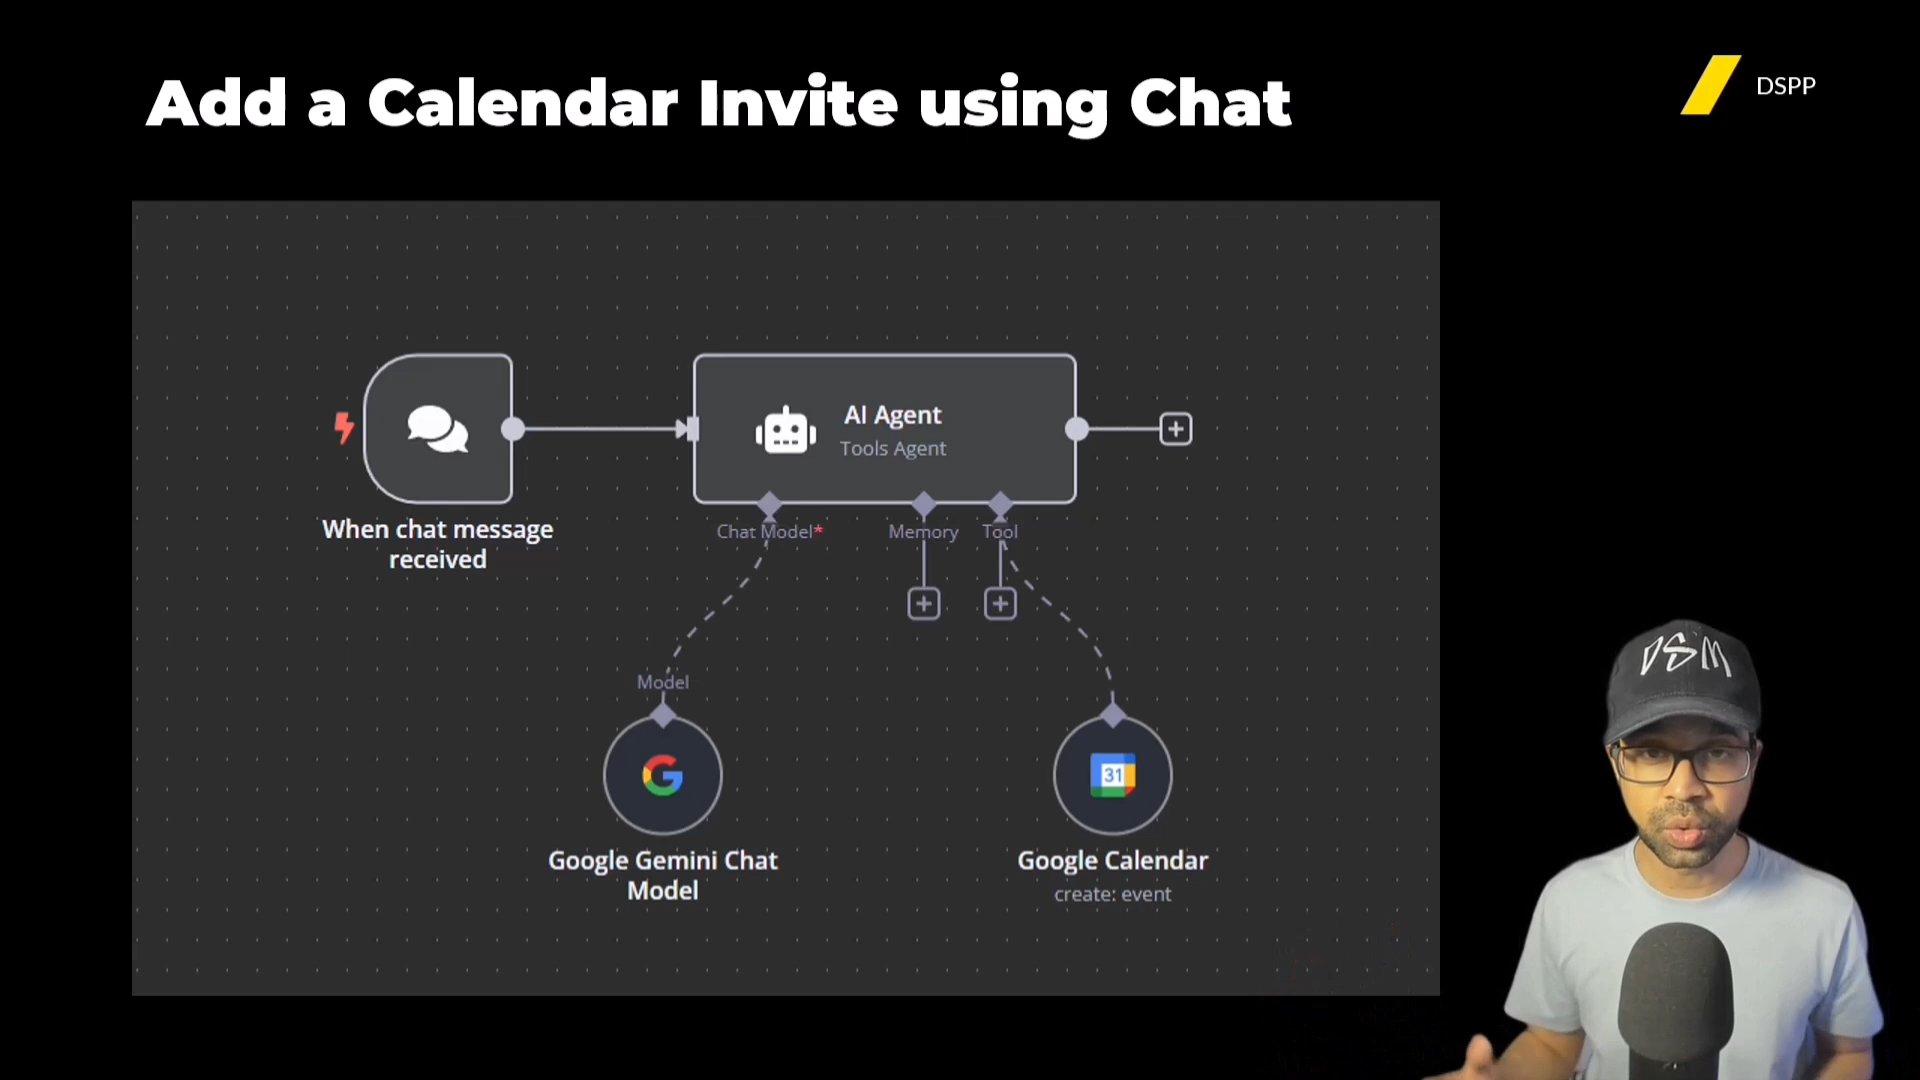 Add a Calendar Invite using Chat
DSPP
AI Agent
Tools Agent
When chat message
received
Chat Model*
Memory
Tool
Model
31
Google Gemini Chat
Model
Google Calendar
create: event
DSM